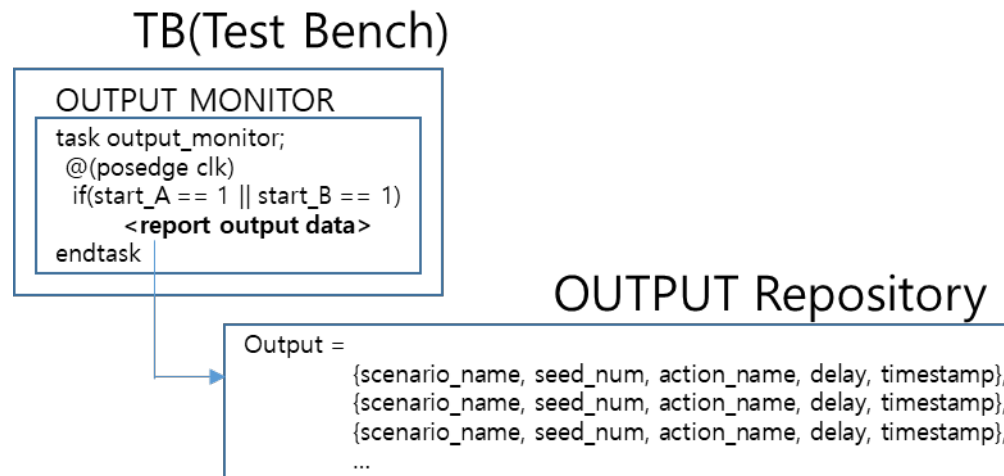 TB(Test Bench)
OUTPUT MONITOR
task output_monitor;
@(posedge clk)
if(start_A == 1 || start_B == 1)
<report output data>
endtask
OUTPUT Repository
Output =
{scenario_name, seed_num, action_name, delay, timestamp},
{scenario_name, seed_num, action_name, delay, timestamp},
{scenario_name, seed_num, action_name, delay, timestamp},
...